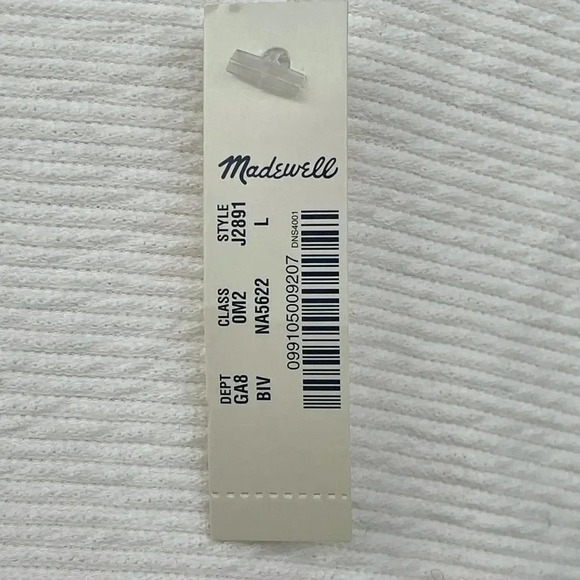 Madewell
DEPT CLASS STYLE
GA8 0M2 J2891
BIV NA5622 L
099105009207 DNS4001